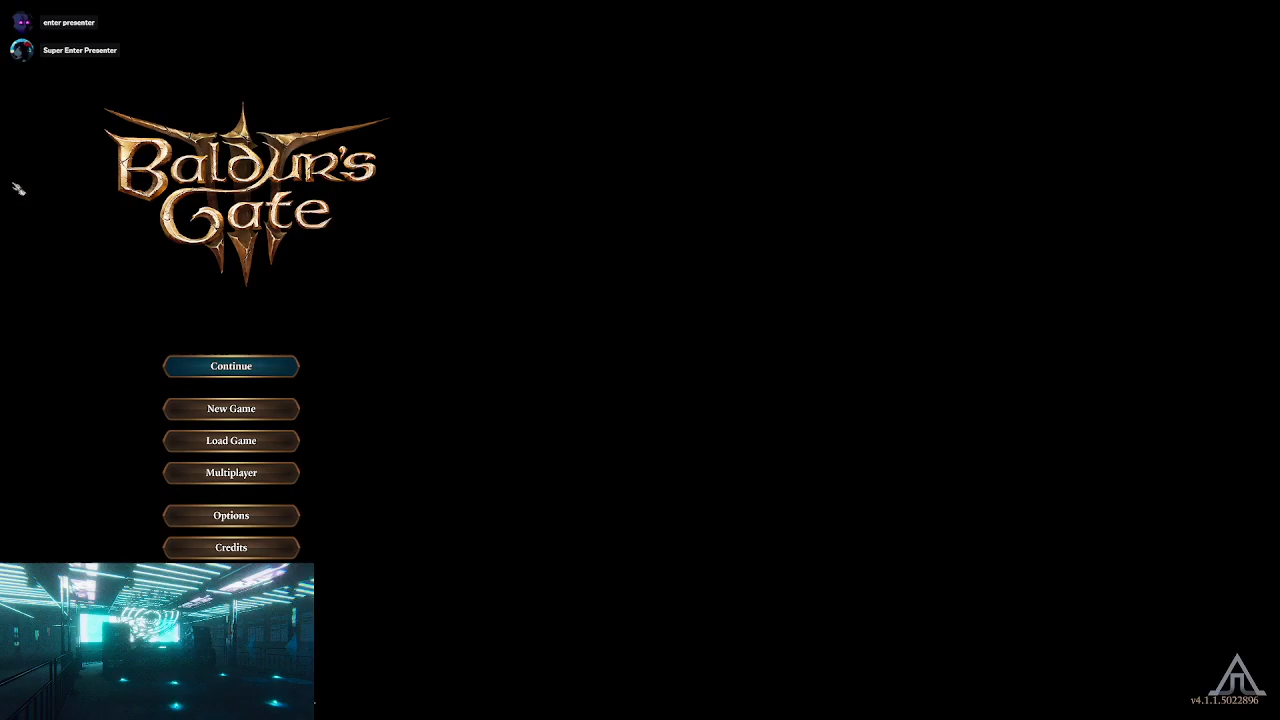 enter presenter
Super Enter Presenter
Baldur's
Gate
Continue
New Game
Load Game
Multiplayer
Options
Credits
v4.1.1.5022896